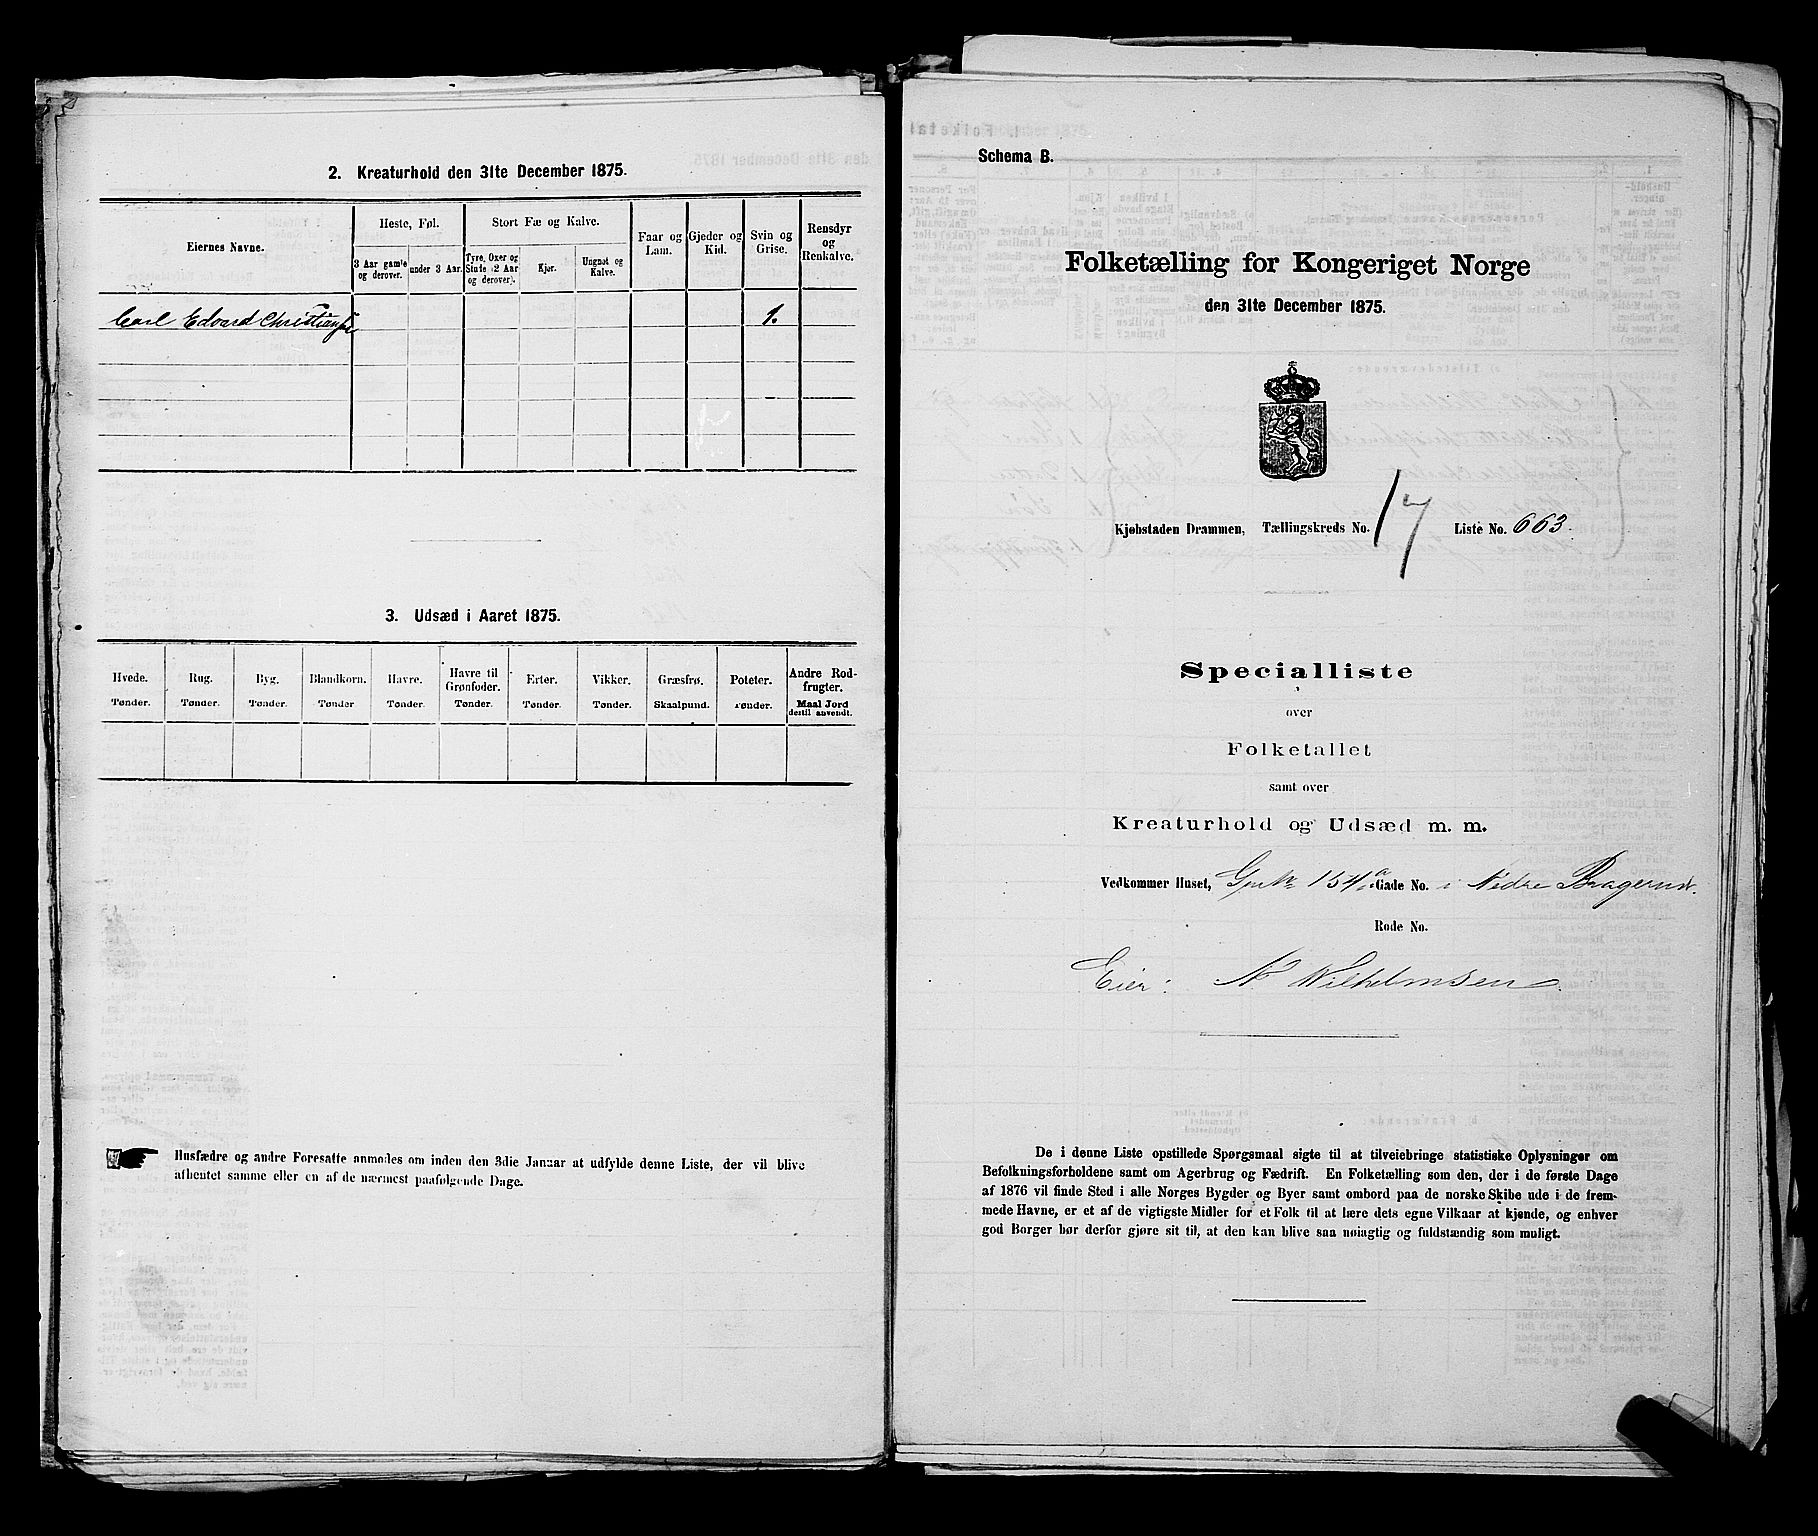 2. Kreaturhold den 31te December 1875.
Eiernes Navne.
Heste, Føl.
3 Aar gamle og derover.
under 3 Aar.
Stort Fæ og Kalve.
Tyre, Oxer og Stude (2 Aar og derover).
Kjør.
Ungnøt og Kalve.
Faar og Lam.
Gjeder og Kid.
Svin og Grise.
Rensdyr og Renkalve.
Carl Edvard Christiansen 1.
3. Udsæd i Aaret 1875.
Hvede. Tønder.
Rug. Tønder.
Byg. Tønder.
Blandkorn. Tønder
Havre. Tønder.
Havre til Grønfoder. Tønder.
Erter. Tønder.
Vikker. Tønder.
Græsfrø. Skaalpund.
Poteter. Tønder.
Andre Rodfrugter. Maal Jord dertil anvendt.
Husfædre og andre Foresatte anmodes om inden den 3die Januar at udfylde denne Liste, der vil blive
afhentet samme eller en af de nærmest paafølgende Dage.
Schema B.
Folketælling for Kongeriget Norge
den 31te December 1875.
Kjøbstaden Drammen, Tællingskreds No. 17 Liste No. 663.
Specialliste
over
Folketallet
samt over
Kreaturhold og Udsæd m. m.
Vedkommer Huset, 154 a Gade No. i Nedre Bragernes.
Rode No.
Eier: N. Wilhelmsen.
De i denne Liste opstillede Spørgsmaal sigte til at tilveiebringe statistiske Oplysninger om
Befolkningsforholdene samt om Agerbrug og Fædrift. En Folketælling som den, der i de første Dage
af 1876 vil finde Sted i alle Norges Bygder og Byer samt ombord paa de norske Skibe ude i de frem-
mede Havne, er et af de vigtigste Midler for et Folk til at lære dets egne Vilkaar at kjende, og enhver
god Borger bør derfor gjøre sit til, at den kan blive saa nøiagtig og fuldstændig som muligt.